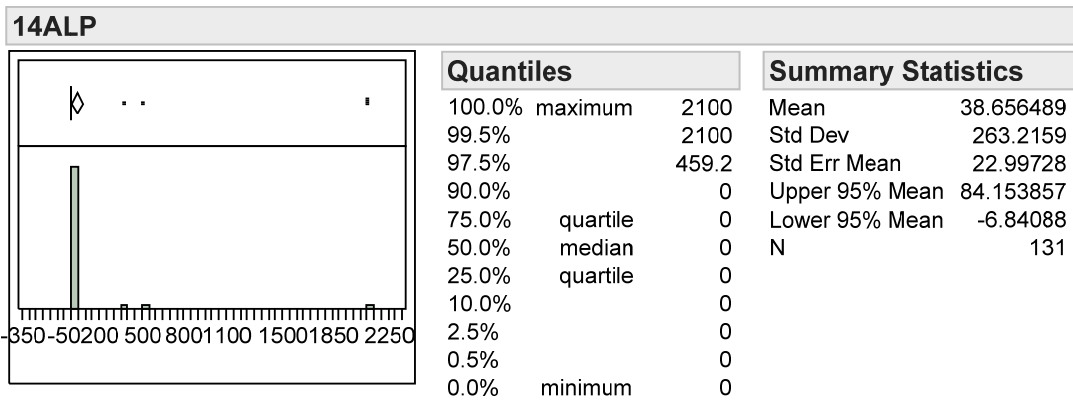 14ALP
-350 -50200 500 8001100 15001850 2250
Quantiles
100.0% maximum 2100
99.5% 2100
97.5% 459.2
90.0% 0
75.0% quartile 0
50.0% median 0
25.0% quartile 0
10.0% 0
2.5% 0
0.5% 0
0.0% minimum 0
Summary Statistics
Mean 38.656489
Std Dev 263.2159
Std Err Mean 22.99728
Upper 95% Mean 84.153857
Lower 95% Mean -6.84088
N 131